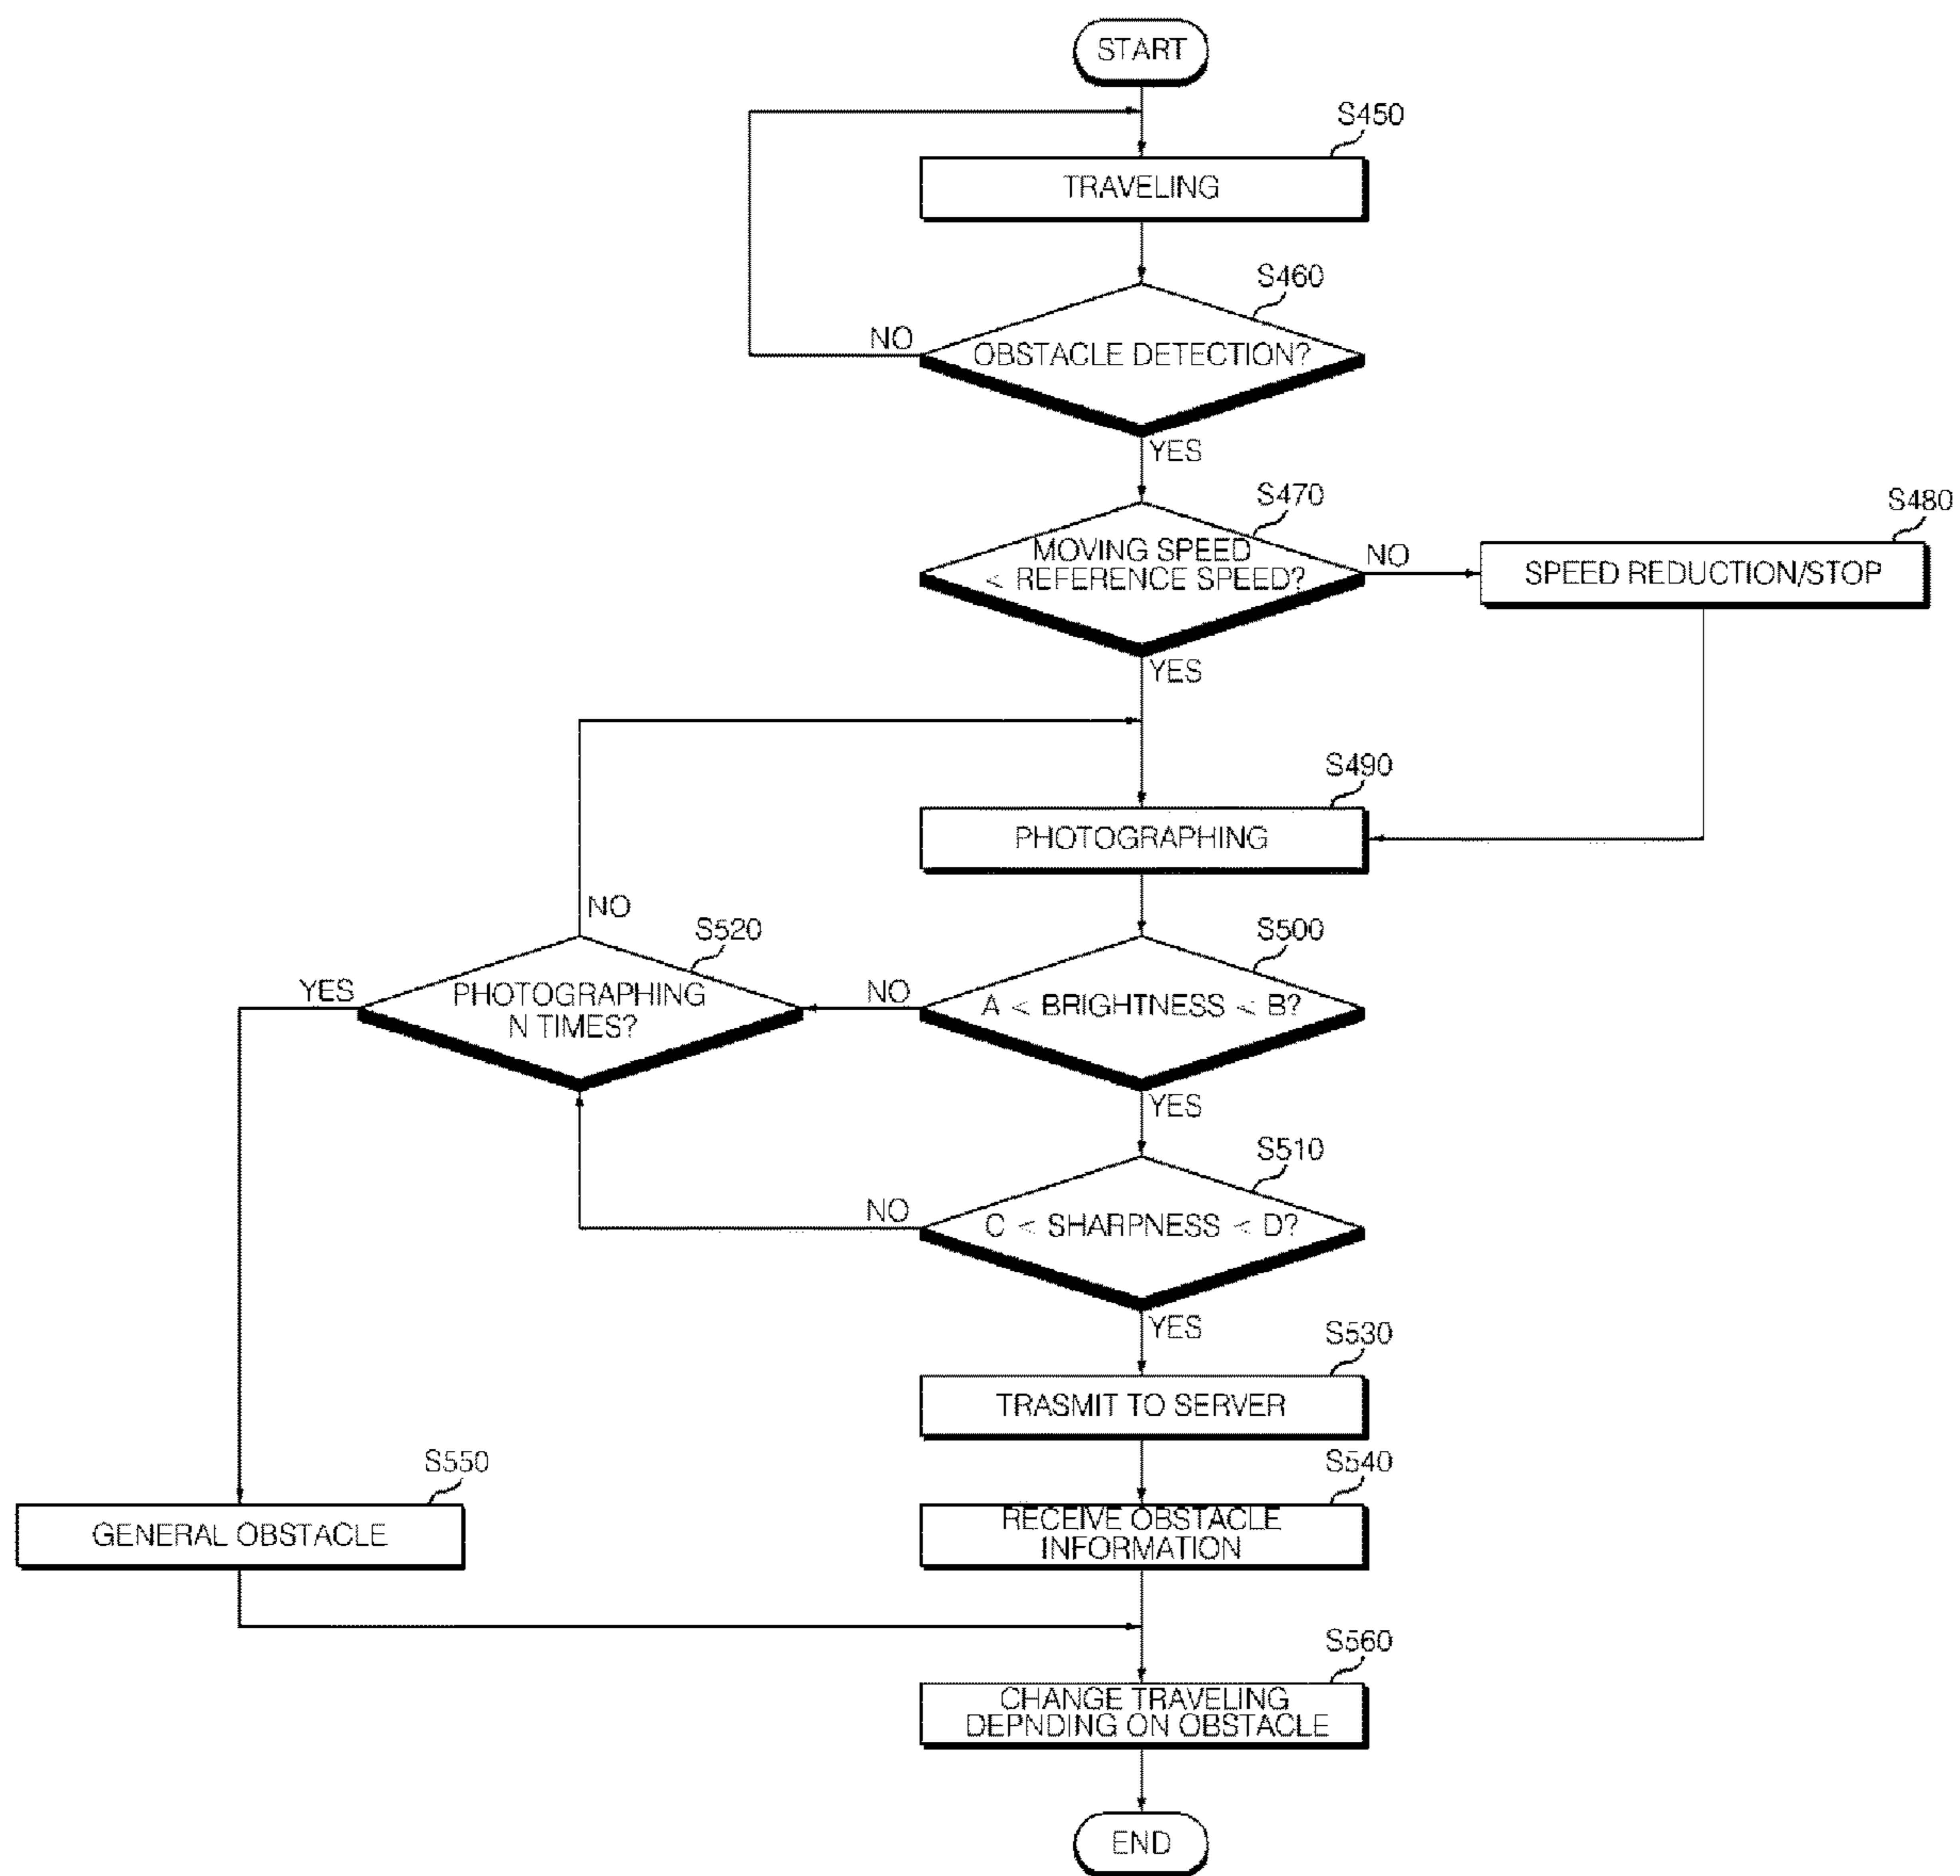 START
S450
TRAVELING
S460
NO
OBSTACLE DETECTION?
YES
S470
S480
MOVING SPEED
< REFERENCE SPEED?
NO
SPEED REDUCTION/STOP
YES
S490
PHOTOGRAPHING
NO
S520
S500
YES
PHOTOGRAPHING
N TIMES?
NO
A < BRIGHTNESS < B?
YES
S510
NO
C < SHARPNESS < D?
YES
S530
TRASMIT TO SERVER
S550
S540
GENERAL OBSTACLE
RECEIVE OBSTACLE
INFORMATION
S560
CHANGE TRAVELING
DEPNDING ON OBSTACLE
END